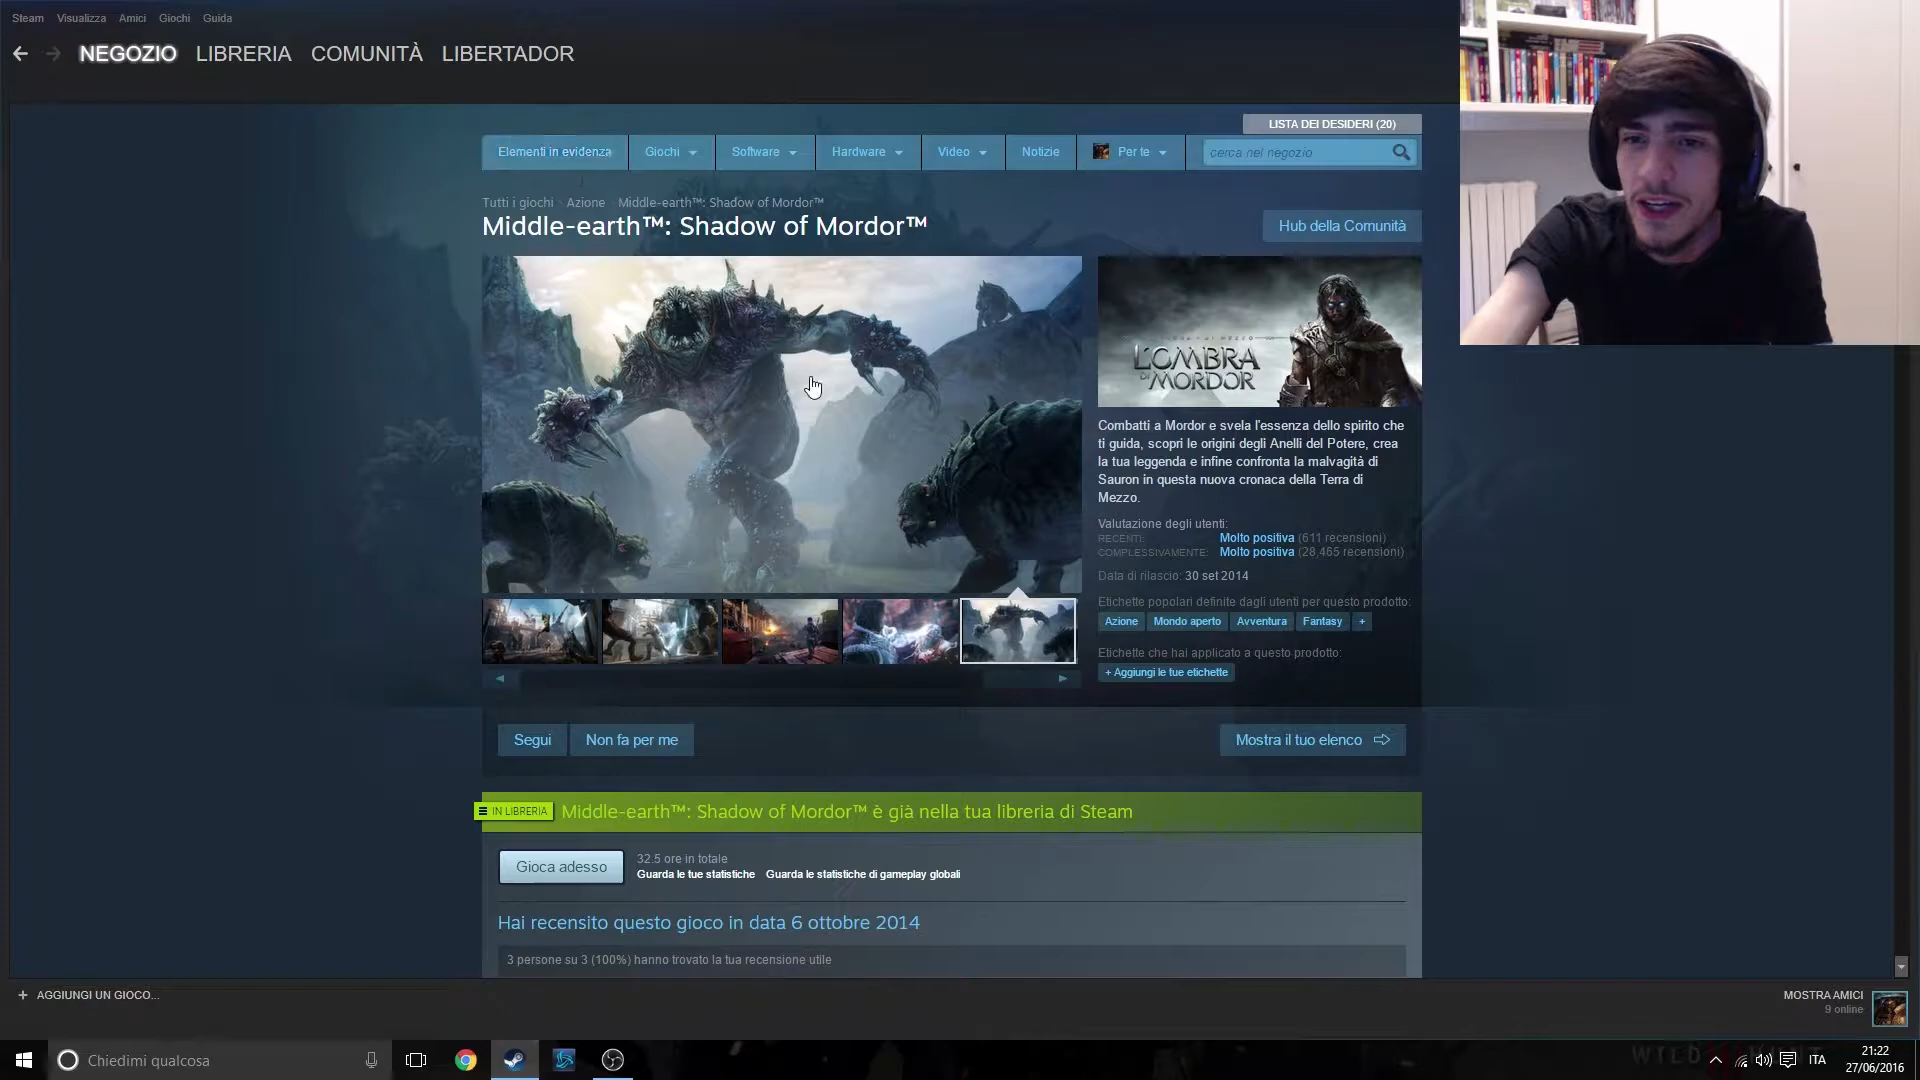 Steam Visualizza Amici Giochi Guida
NEGOZIO LIBRERIA COMUNITÀ LIBERTADOR
LISTA DEI DESIDERI (20)
Elementi in evidenza Giochi Software Hardware Video Notizie Per te cerca nel negozio
Tutti i giochi Azione Middle-earth™: Shadow of Mordor™
Middle-earth™: Shadow of Mordor™
Hub della Comunità
L'OMBRA
DI MORDOR
Combatti a Mordor e svela l'essenza dello spirito che
ti guida, scopri le origini degli Anelli del Potere, crea
la tua leggenda e infine confronta la malvagità di
Sauron in questa nuova cronaca della Terra di
Mezzo.
Valutazione degli utenti:
RECENTI: Molto positiva (611 recensioni)
COMPLESSIVAMENTE: Molto positiva (28,465 recensioni)
Data di rilascio: 30 set 2014
Etichette popolari definite dagli utenti per questo prodotto:
Azione Mondo aperto Avventura Fantasy +
Etichette che hai applicato a questo prodotto:
+ Aggiungi le tue etichette
Segui Non fa per me Mostra il tuo elenco
IN LIBRERIA Middle-earth™: Shadow of Mordor™ è già nella tua libreria di Steam
Gioca adesso
32.5 ore in totale
Guarda le tue statistiche Guarda le statistiche di gameplay globali
Hai recensito questo gioco in data 6 ottobre 2014
3 persone su 3 (100%) hanno trovato la tua recensione utile
+ AGGIUNGI UN GIOCO...
MOSTRA AMICI
9 online
Chiedimi qualcosa
WILD HUNT
ITA
21:22
27/06/2016